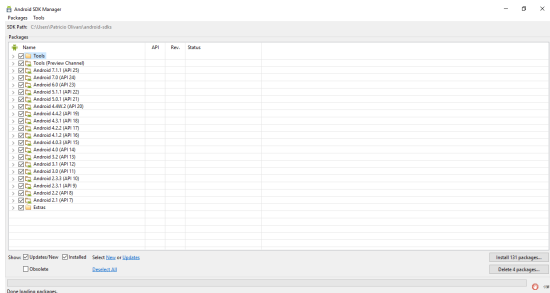 Android SDK Manager
Packages Tools
SDK Path: C:\Users\Patricio Olivan\android-sdks
Packages
Name API Rev. Status
Tools
Tools (Preview Channel)
Android 7.1.1 (API 25)
Android 7.0 (API 24)
Android 6.0 (API 23)
Android 5.1.1 (API 22)
Android 5.0.1 (API 21)
Android 4.4W.2 (API 20)
Android 4.4.2 (API 19)
Android 4.3.1 (API 18)
Android 4.2.2 (API 17)
Android 4.1.2 (API 16)
Android 4.0.3 (API 15)
Android 4.0 (API 14)
Android 3.2 (API 13)
Android 3.1 (API 12)
Android 3.0 (API 11)
Android 2.3.3 (API 10)
Android 2.3.1 (API 9)
Android 2.2 (API 8)
Android 2.1 (API 7)
Extras
Show: Updates/New Installed Select New or Updates Install 131 packages...
Obsolete Deselect All Delete 4 packages...
Done loading packages.